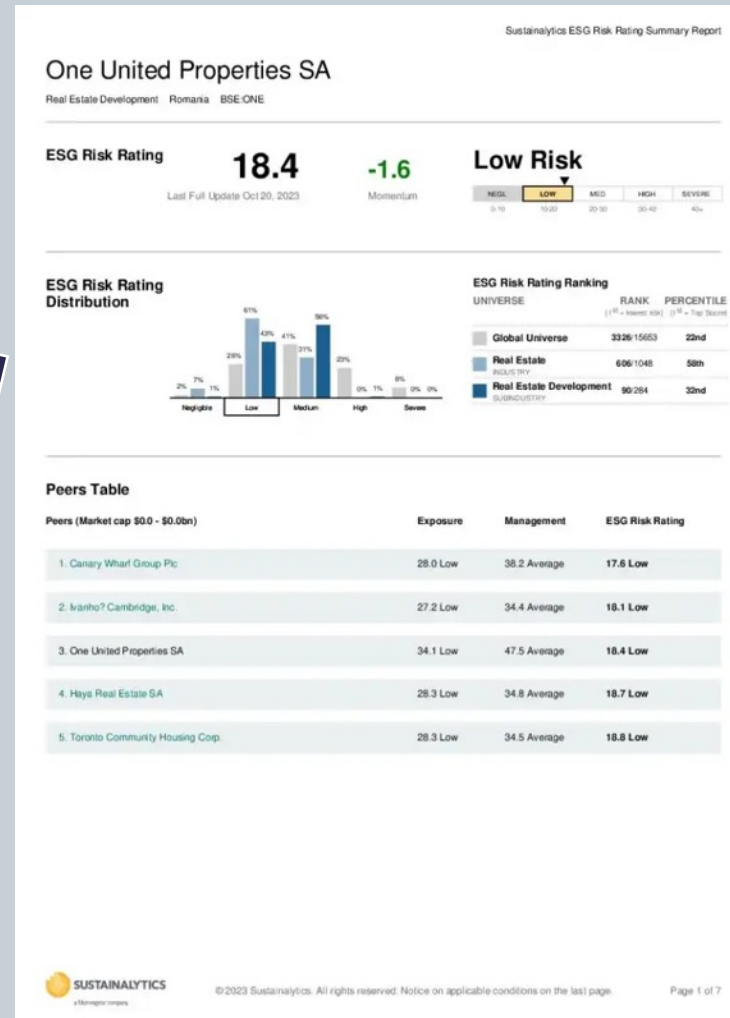 Sustainalytics ESG Risk Rating Summary Report
One United Properties SA
Real Estate Development Romania BSE:ONE
ESG Risk Rating
18.4
Last Full Update Oct 20, 2023
-1.6
Momentum
Low Risk
NEGL LOW MED HIGH SEVERE
0-10 10-20 20-30 30-40 40+
ESG Risk Rating
Distribution
2% 7% 1% 28% 61% 43% 41% 31% 56% 23% 0% 1% 6% 0% 0%
Negligible Low Medium High Severe
ESG Risk Rating Ranking
UNIVERSE RANK PERCENTILE
(1st = lowest risk) (1st = Top Score)
Global Universe 3326/15653 22nd
Real Estate 606/1048 58th
INDUSTRY
Real Estate Development 90/284 32nd
SUBINDUSTRY
Peers Table
Peers (Market cap $0.0 - $0.0bn) Exposure Management ESG Risk Rating
1. Canary Wharf Group Plc 28.0 Low 38.2 Average 17.6 Low
2. Ivanho? Cambridge, Inc. 27.2 Low 34.4 Average 18.1 Low
3. One United Properties SA 34.1 Low 47.5 Average 18.4 Low
4. Haya Real Estate SA 28.3 Low 34.8 Average 18.7 Low
5. Toronto Community Housing Corp. 28.3 Low 34.5 Average 18.8 Low
SUSTAINALYTICS
a Morningstar company
© 2023 Sustainalytics. All rights reserved. Notice on applicable conditions on the last page.
Page 1 of 7